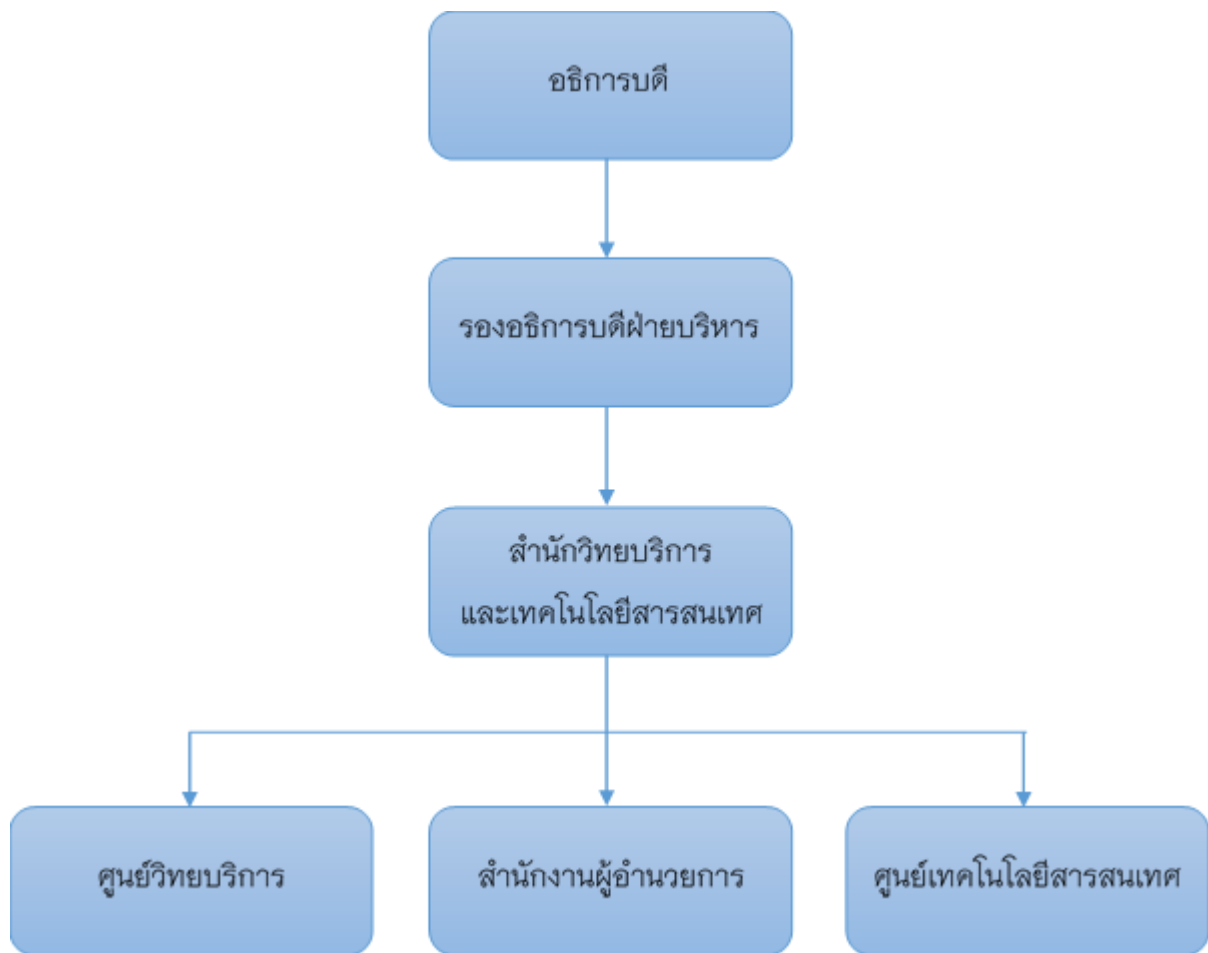 อธิการบดี
รองอธิการบดีฝ่ายบริหาร
สำนักวิทยบริการ
และเทคโนโลยีสารสนเทศ
ศูนย์วิทยบริการ
สำนักงานผู้อำนวยการ
ศูนย์เทคโนโลยีสารสนเทศ